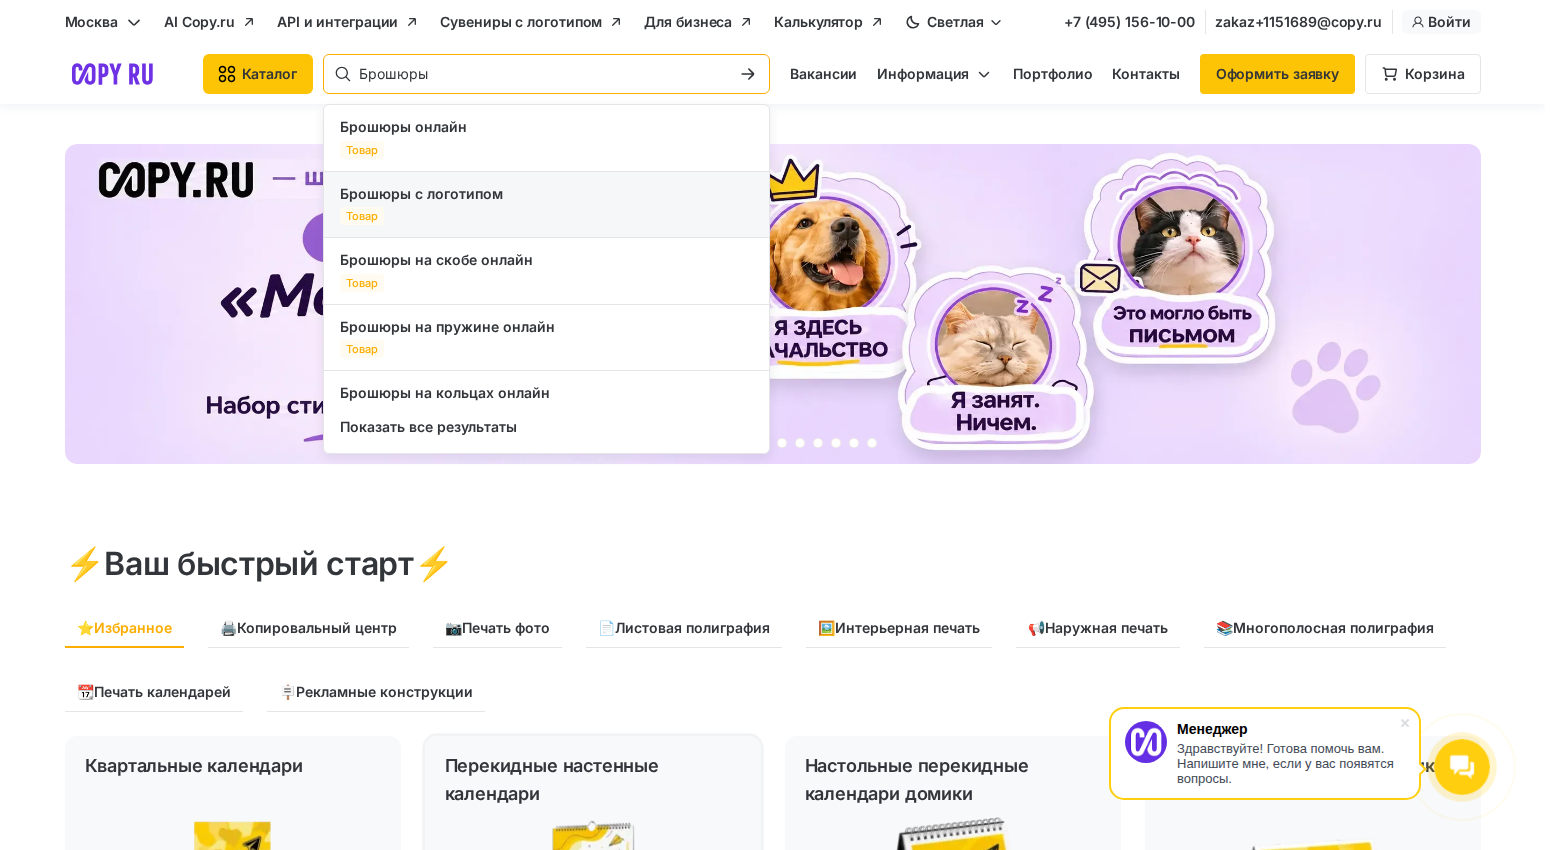 Москва AI Copy.ru API и интеграции Сувениры с логотипом Для бизнеса Калькулятор Светлая +7 (495) 156-10-00 zakaz+1151689@copy.ru Войти
COPY RU Каталог Брошюры Вакансии Информация Портфолио Контакты Оформить заявку Корзина
Брошюры онлайн
Товар
Брошюры с логотипом
Товар
Брошюры на скобе онлайн
Товар
Брошюры на пружине онлайн
Товар
Брошюры на кольцах онлайн
Показать все результаты
COPY.RU —
Набор
Я ЗДЕСЬ
Я занят.
Ничем.
Это могло быть
ПИСЬМОМ
⚡Ваш быстрый старт⚡
⭐Избранное 🖨️Копировальный центр 📷Печать фото 📄Листовая полиграфия 🖼️Интерьерная печать 📢Наружная печать 📚Многополосная полиграфия
📆Печать календарей 🪧Рекламные конструкции
Квартальные календари
Перекидные настенные
календари
Настольные перекидные
календари домики
Менеджер
Здравствуйте! Готова помочь вам.
Напишите мне, если у вас появятся
вопросы.